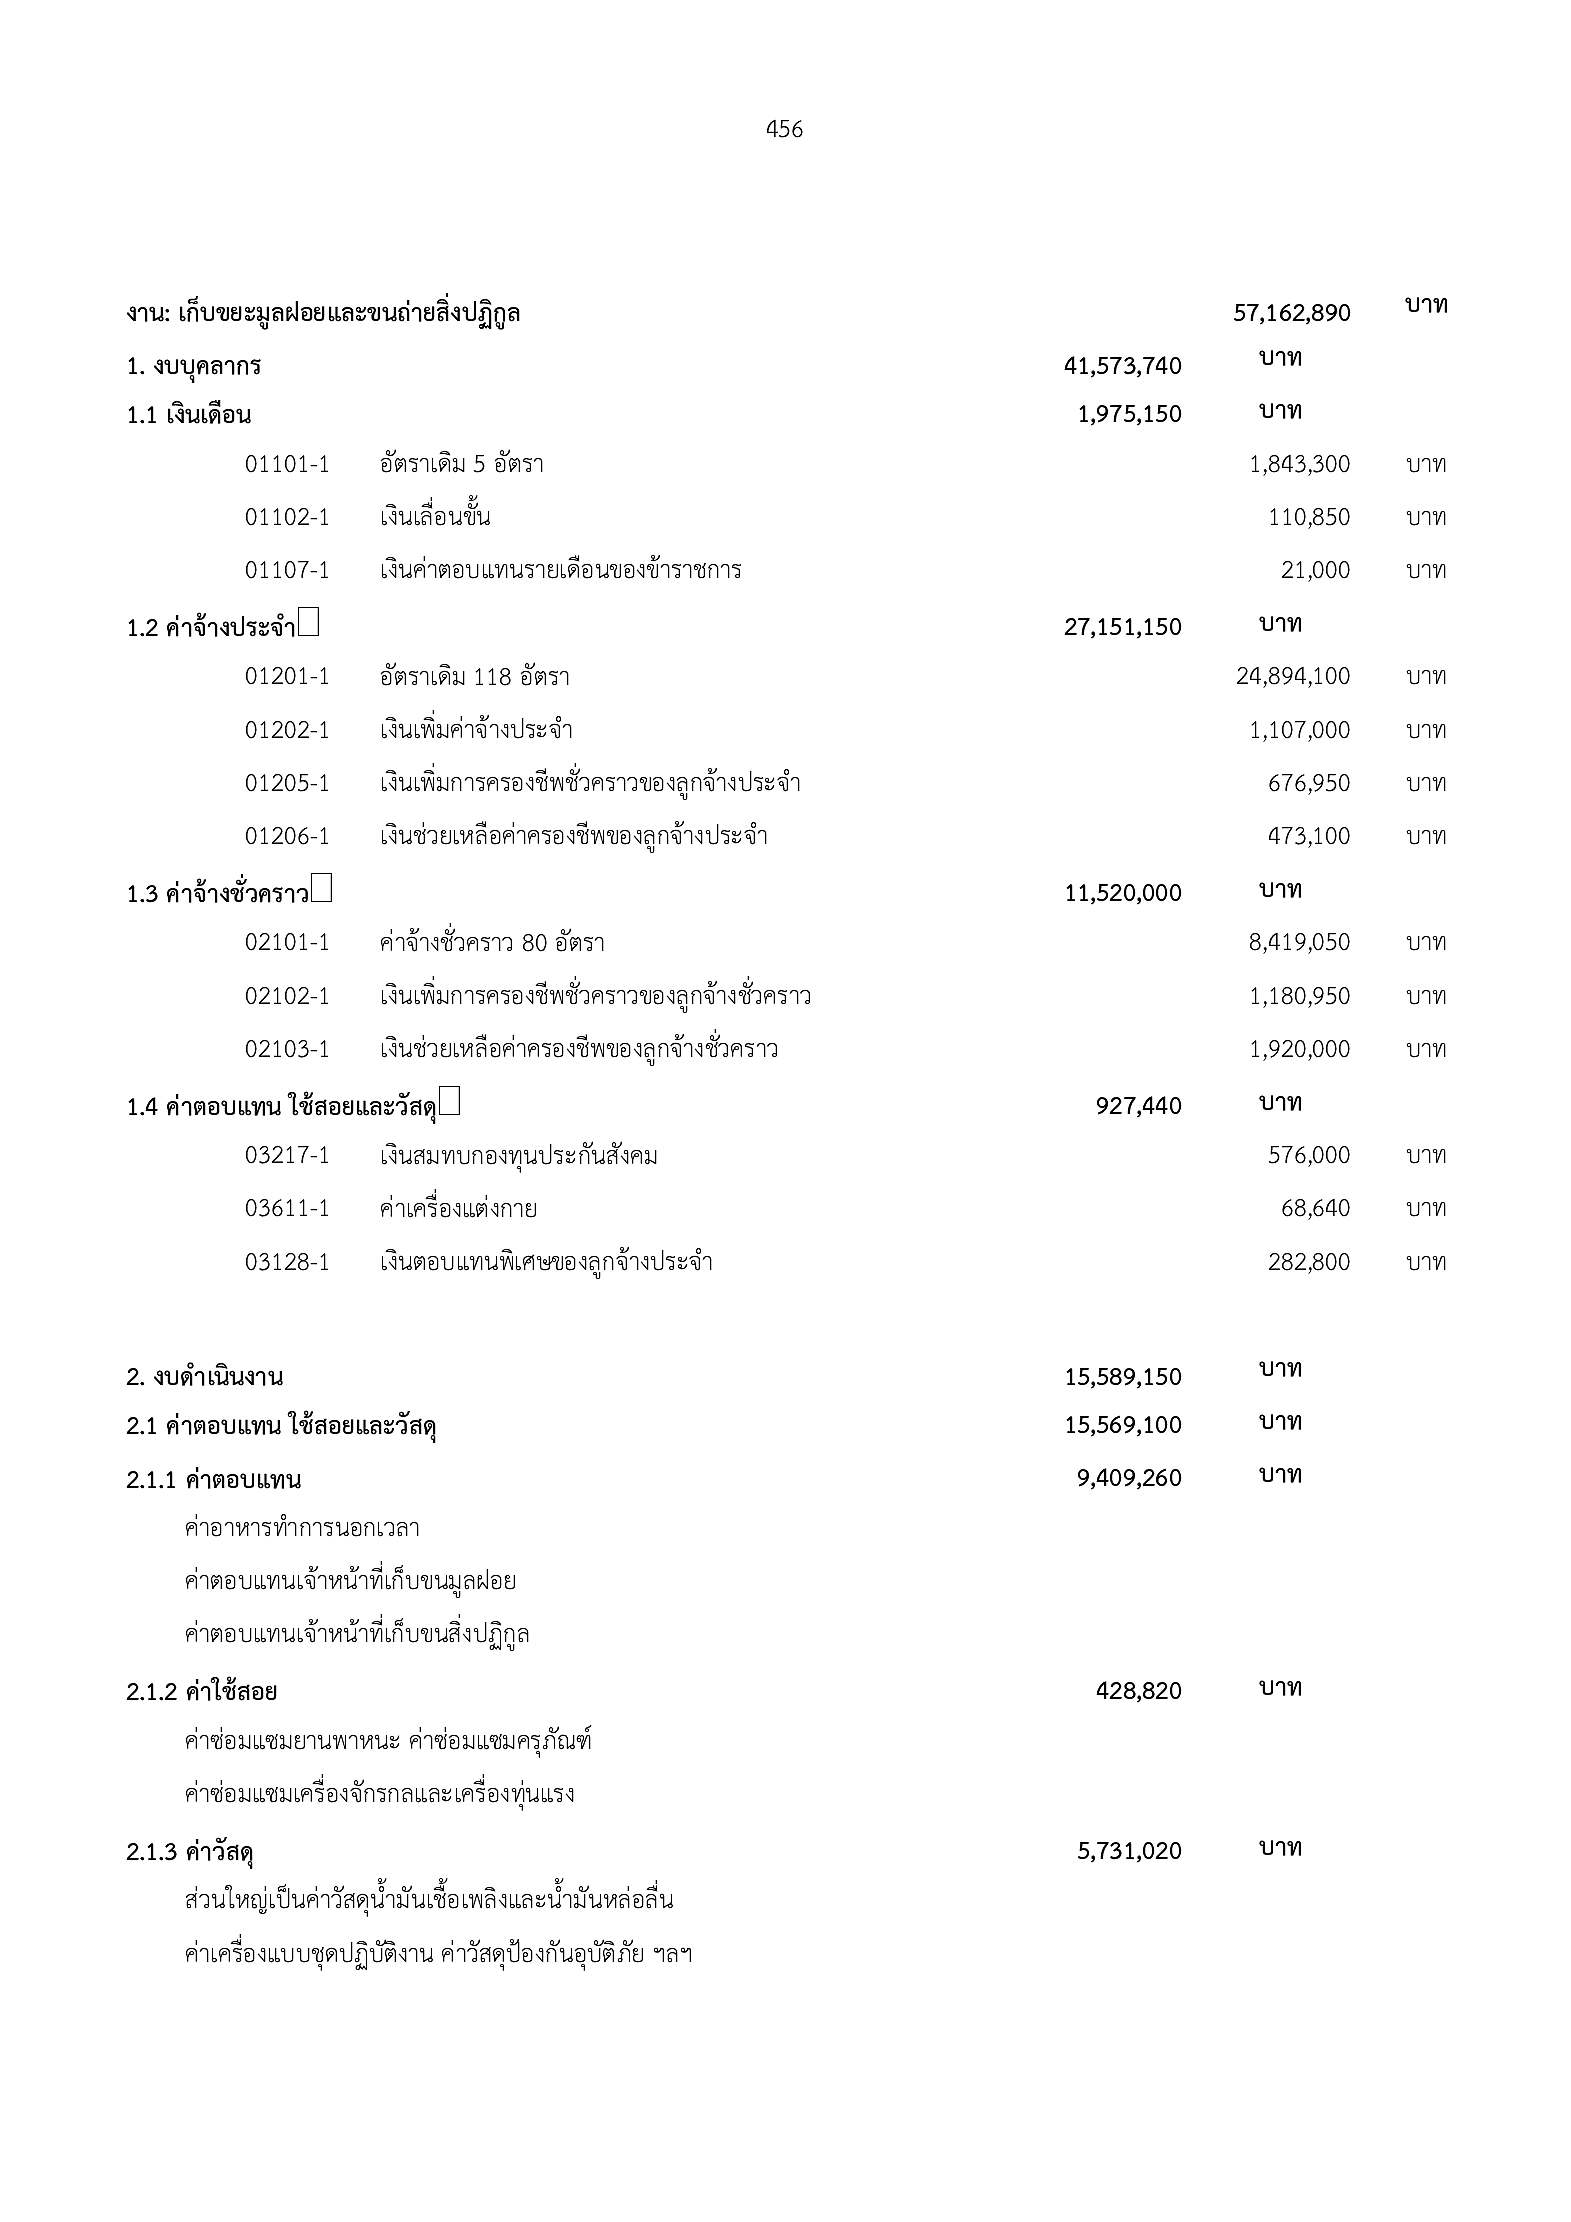 456
งาน: เก็บขยะมูลฝอยและขนถ่ายสิ่งปฏิกูล 57,162,890 บาท
1. งบบุคลากร 41,573,740 บาท
1.1 เงินเดือน 1,975,150 บาท
01101-1 อัตราเดิม 5 อัตรา 1,843,300 บาท
01102-1 เงินเลื่อนขั้น 110,850 บาท
01107-1 เงินค่าตอบแทนรายเดือนของข้าราชการ 21,000 บาท
1.2 ค่าจ้างประจำ 27,151,150 บาท
01201-1 อัตราเดิม 118 อัตรา 24,894,100 บาท
01202-1 เงินเพิ่มค่าจ้างประจำ 1,107,000 บาท
01205-1 เงินเพิ่มการครองชีพชั่วคราวของลูกจ้างประจำ 676,950 บาท
01206-1 เงินช่วยเหลือค่าครองชีพของลูกจ้างประจำ 473,100 บาท
1.3 ค่าจ้างชั่วคราว 11,520,000 บาท
02101-1 ค่าจ้างชั่วคราว 80 อัตรา 8,419,050 บาท
02102-1 เงินเพิ่มการครองชีพชั่วคราวของลูกจ้างชั่วคราว 1,180,950 บาท
02103-1 เงินช่วยเหลือค่าครองชีพของลูกจ้างชั่วคราว 1,920,000 บาท
1.4 ค่าตอบแทน ใช้สอยและวัสดุ 927,440 บาท
03217-1 เงินสมทบกองทุนประกันสังคม 576,000 บาท
03611-1 ค่าเครื่องแต่งกาย 68,640 บาท
03128-1 เงินตอบแทนพิเศษของลูกจ้างประจำ 282,800 บาท
2. งบดำเนินงาน 15,589,150 บาท
2.1 ค่าตอบแทน ใช้สอยและวัสดุ 15,569,100 บาท
2.1.1 ค่าตอบแทน 9,409,260 บาท
ค่าอาหารทำการนอกเวลา
ค่าตอบแทนเจ้าหน้าที่เก็บขนมูลฝอย
ค่าตอบแทนเจ้าหน้าที่เก็บขนสิ่งปฏิกูล
2.1.2 ค่าใช้สอย 428,820 บาท
ค่าซ่อมแซมยานพาหนะ ค่าซ่อมแซมครุภัณฑ์
ค่าซ่อมแซมเครื่องจักรกลและเครื่องทุ่นแรง
2.1.3 ค่าวัสดุ 5,731,020 บาท
ส่วนใหญ่เป็นค่าวัสดุน้ำมันเชื้อเพลิงและน้ำมันหล่อลื่น
ค่าเครื่องแบบชุดปฏิบัติงาน ค่าวัสดุป้องกันอุบัติภัย ฯลฯ